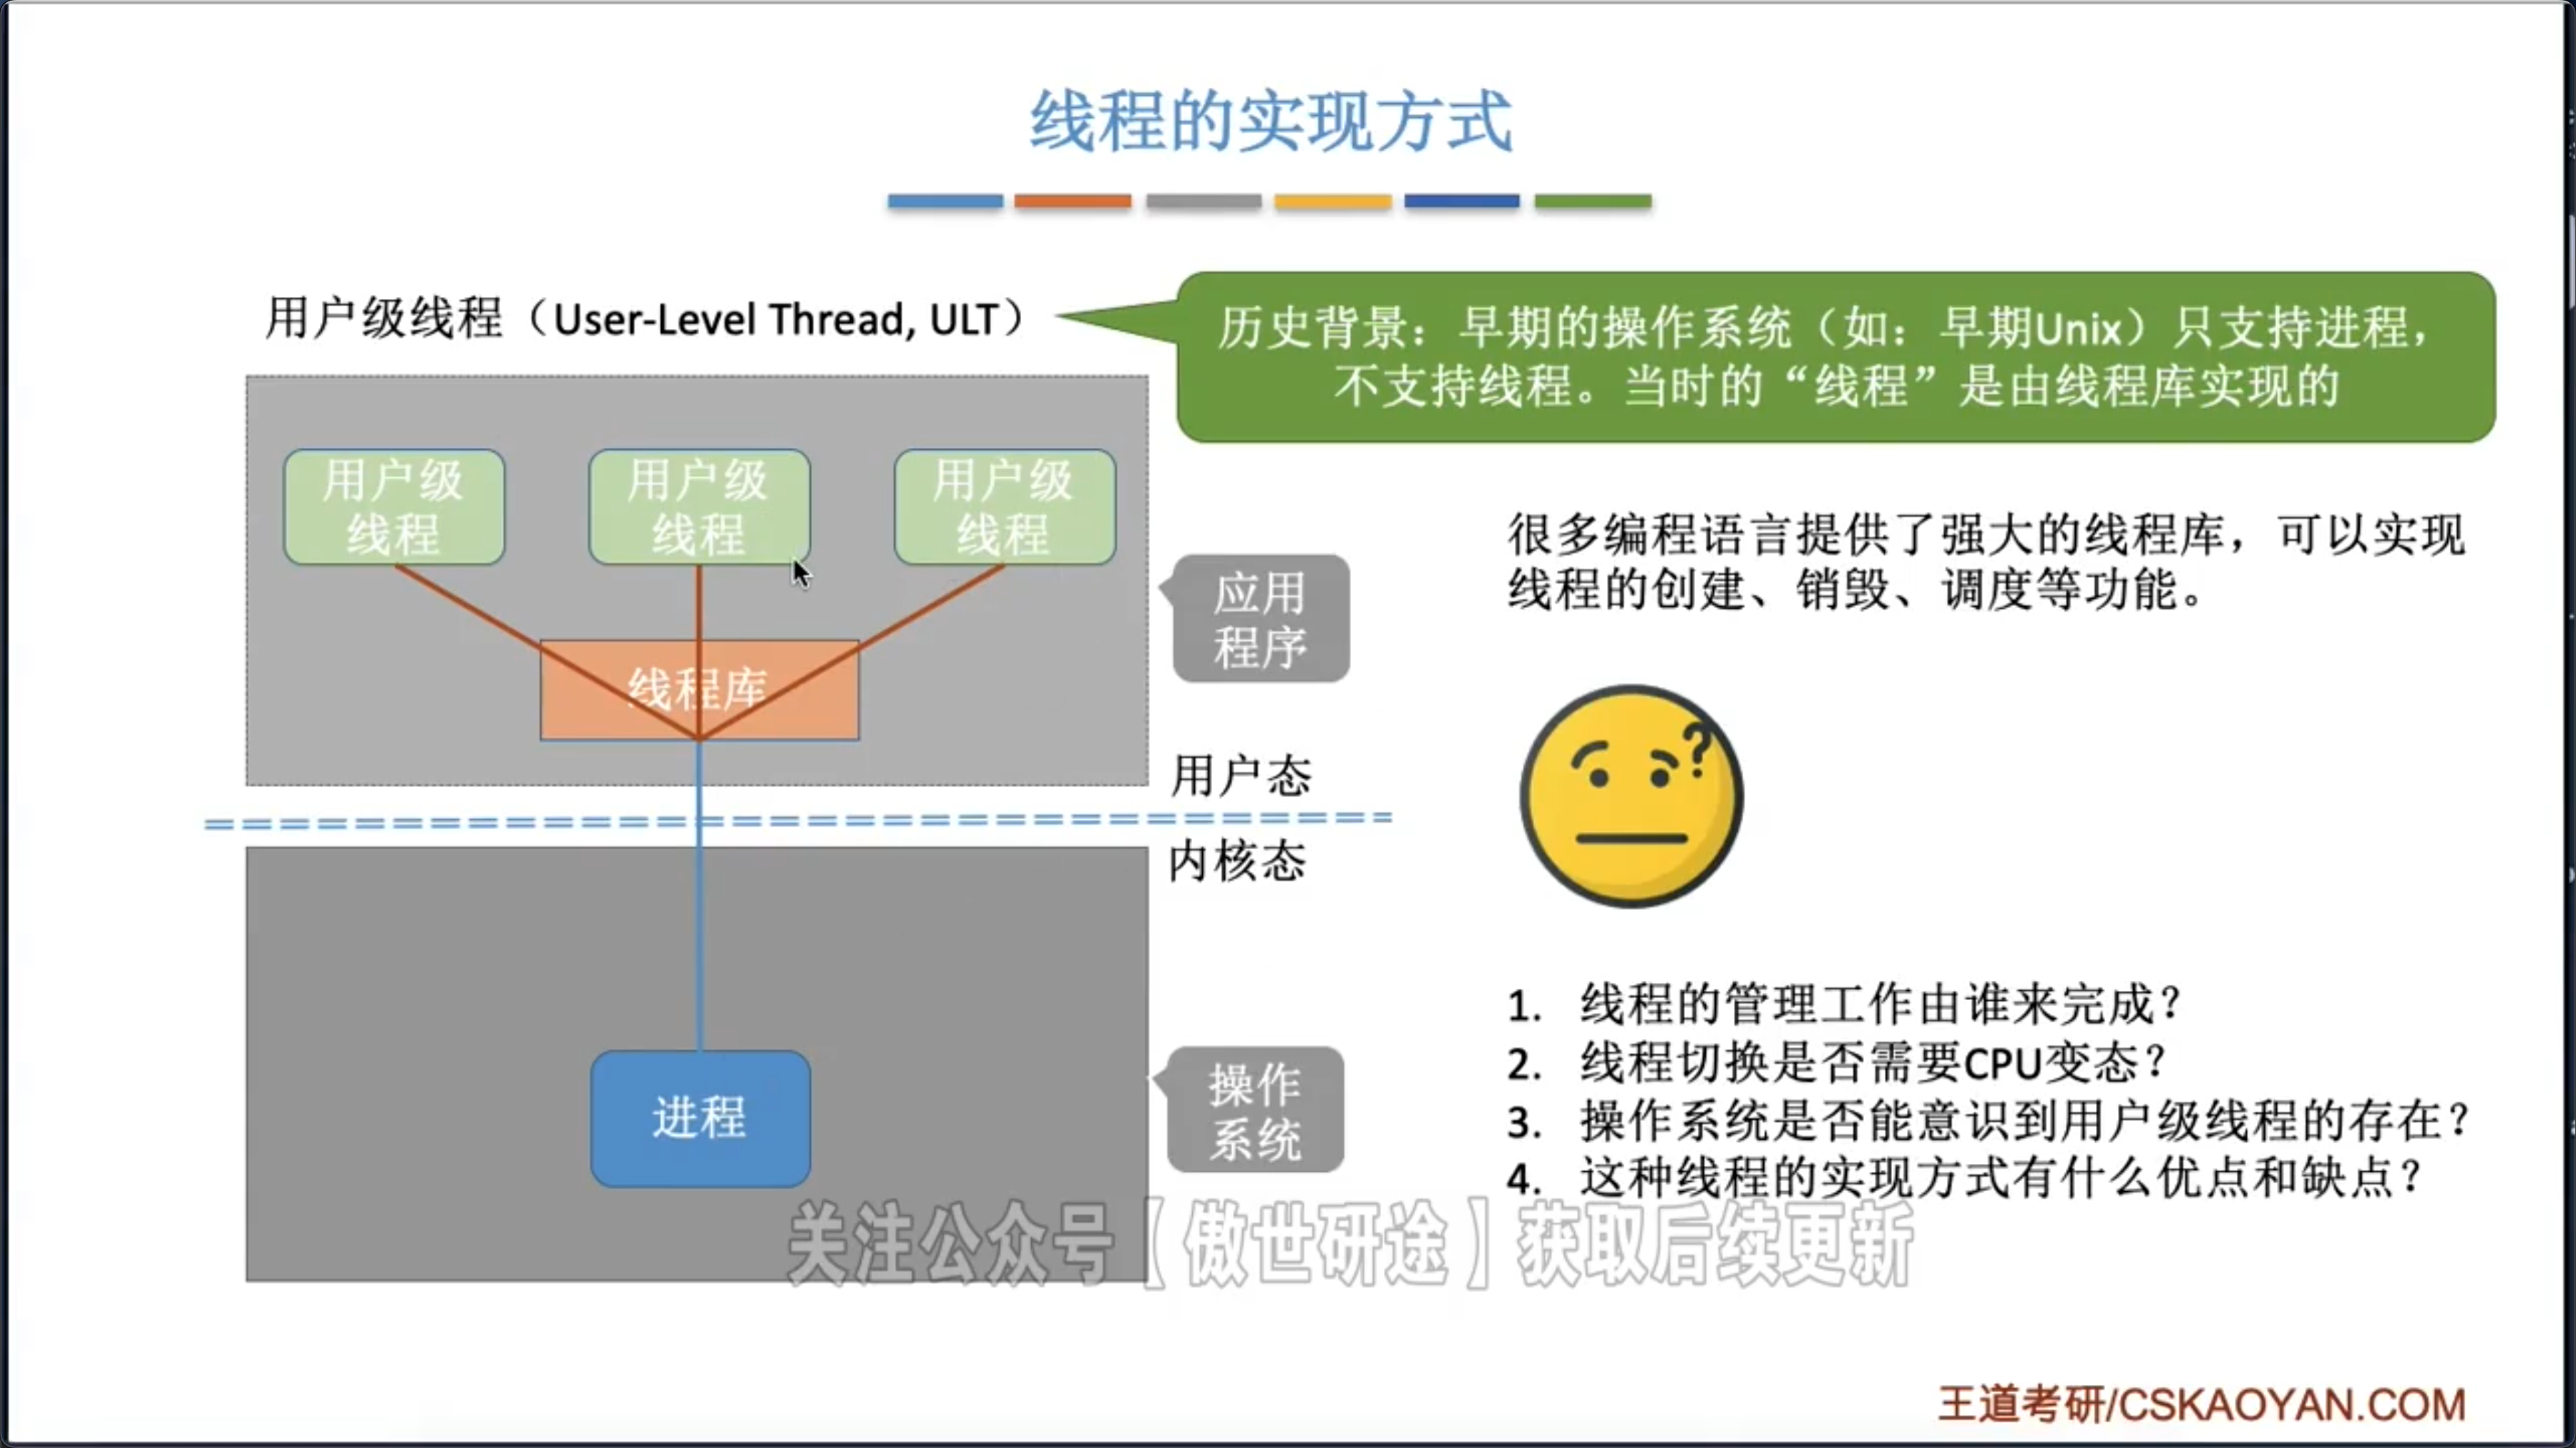 线程的实现方式
用户级线程（User-Level Thread, ULT）
历史背景：早期的操作系统（如：早期Unix）只支持进程，
不支持线程。当时的“线程”是由线程库实现的
用户级
线程
用户级
线程
用户级
线程
线程库
应用
程序
很多编程语言提供了强大的线程库，可以实现
线程的创建、销毁、调度等功能。
?
用户态
内核态
进程
操作
系统
1. 线程的管理工作由谁来完成？
2. 线程切换是否需要CPU变态？
3. 操作系统是否能意识到用户级线程的存在？
4. 这种线程的实现方式有什么优点和缺点？
关注公众号【傲世研途】获取后续更新
王道考研/CSKAOYAN.COM